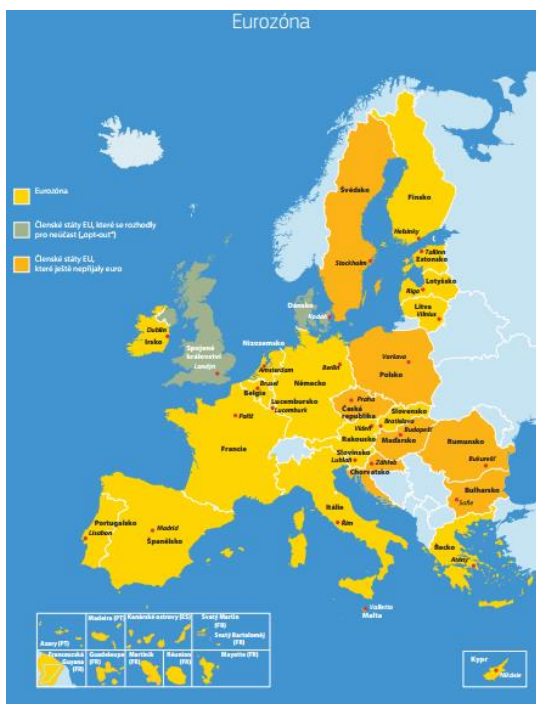 Eurozóna
Eurozóna
Členské státy EU, které se rozhodly
pro neúčast („opt-out“)
Členské státy EU,
které ještě nepřijaly euro
Švédsko
Finsko
Helsinky
Stockholm
Tallinn
Estonsko
Lotyšsko
Riga
Litva
Vilnius
Dánsko
Kodaň
Dublin
Irsko
Spojené
království
Londýn
Nizozemsko
Amsterdam
Berlín
Varšava
Polsko
Brusel
Belgie
Německo
Lucembursko
Lucemburk
Praha
Česká
republika
Slovensko
Bratislava
Paříž
Vídeň
Budapešť
Rakousko
Maďarsko
Francie
Slovinsko
Lublaň
Záhřeb
Chorvatsko
Rumunsko
Bukurešť
Bulharsko
Sofie
Itálie
Řím
Portugalsko
Lisabon
Madrid
Španělsko
Řecko
Atény
Valletta
Malta
Azory (PT)
Madeira (PT)
Kanárské ostrovy (ES)
Svatý Martin
(FR)
Svatý Bartoloměj
(FR)
Francouzská
Guyana
(FR)
Guadeloupe
(FR)
Martinik
(FR)
Réunion
(FR)
Mayotte (FR)
Kypr
Nikósie